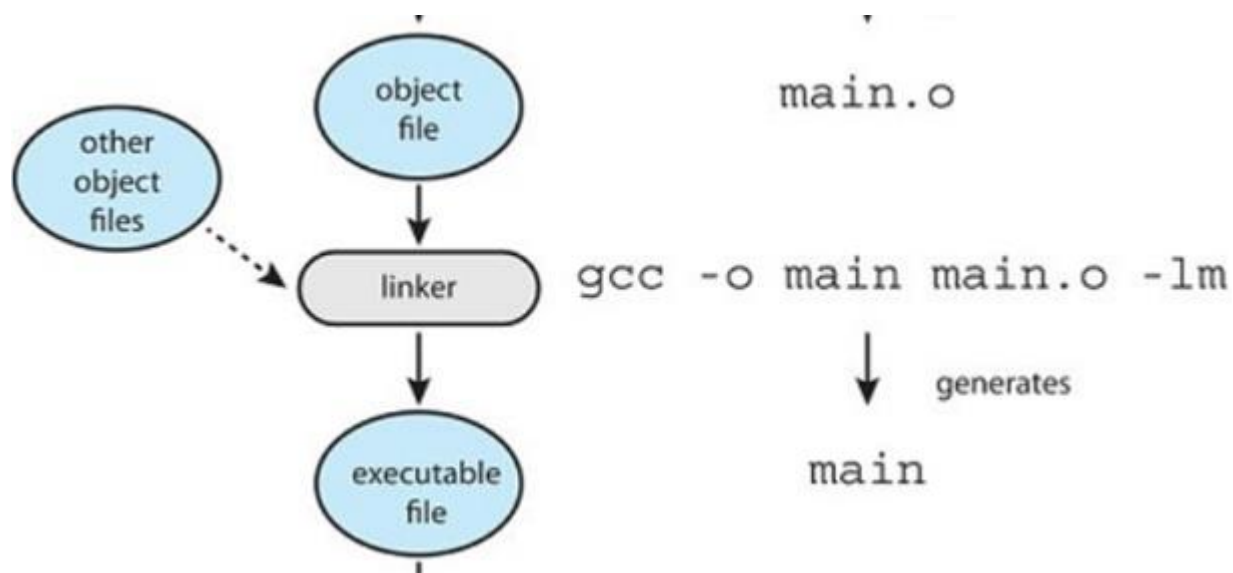 object
file
main.o
other
object
files
linker
gcc -o main main.o -lm
generates
executable
file
main